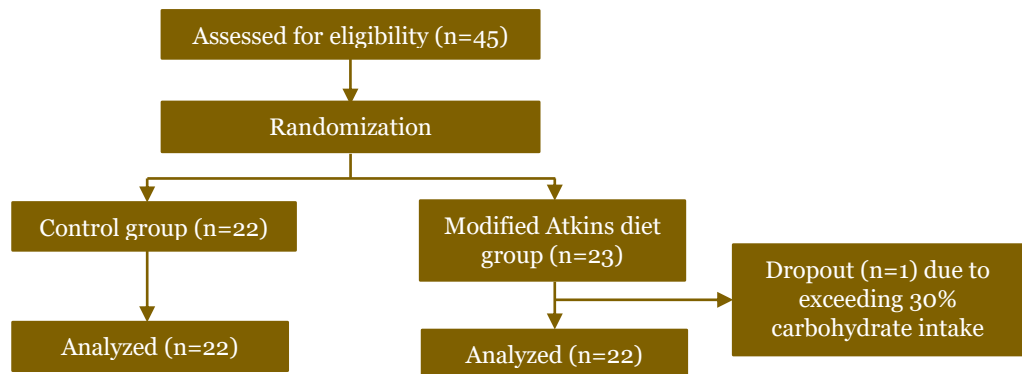 Assessed for eligibility (n=45)
Randomization
Control group (n=22)
Modified Atkins diet
group (n=23)
Dropout (n=1) due to
exceeding 30%
carbohydrate intake
Analyzed (n=22)
Analyzed (n=22)